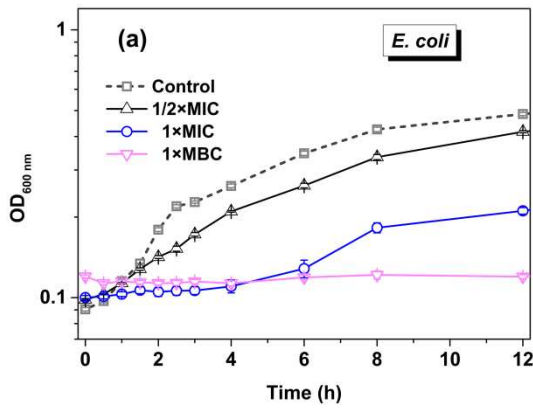 1
(a)
E. coli
Control
1/2×MIC
1×MIC
1×MBC
OD600 nm
0.1
0 2 4 6 8 10 12
Time (h)